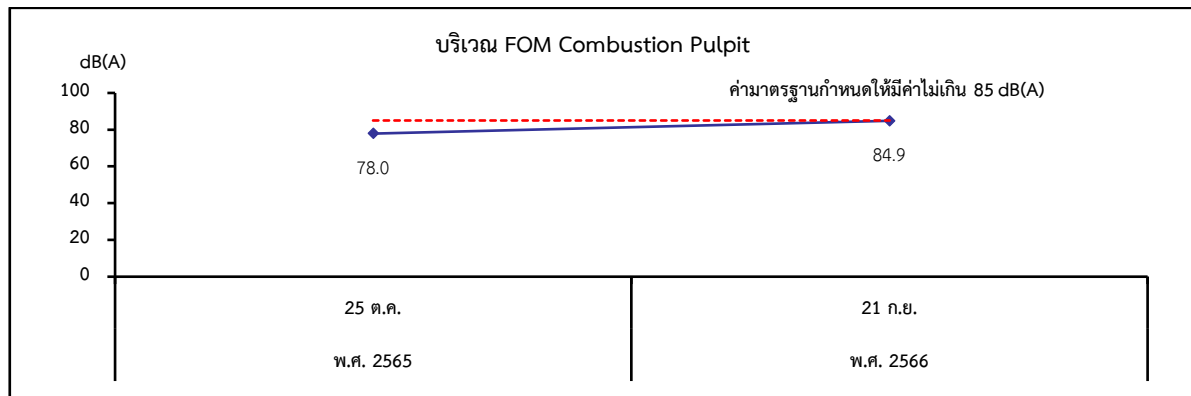 บริเวณ FOM Combustion Pulpit
dB(A)
ค่ามาตรฐานกำหนดให้มีค่าไม่เกิน 85 dB(A)
100
80
60
40
20
0
78.0
84.9
25 ต.ค.
21 ก.ย.
พ.ศ. 2565
พ.ศ. 2566